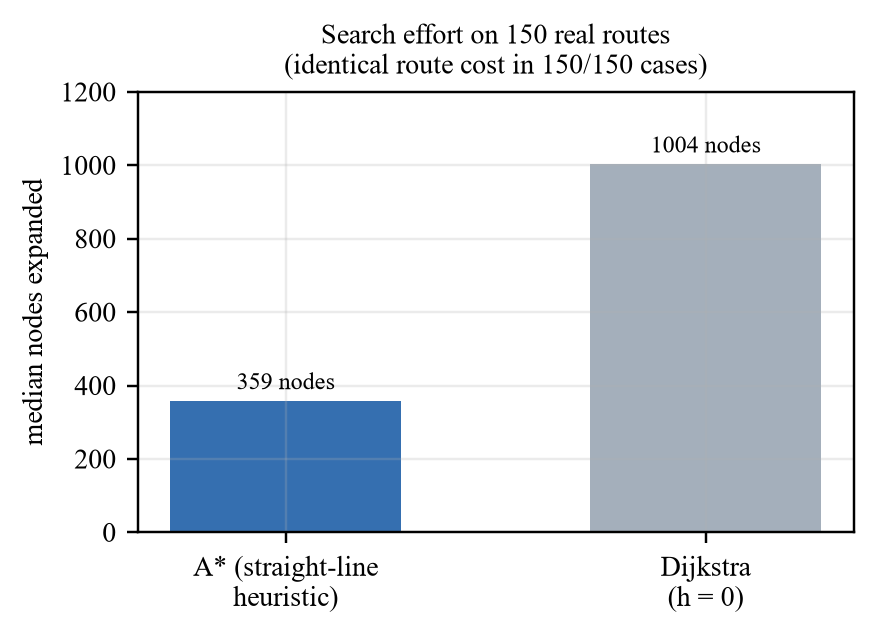 Search effort on 150 real routes
(identical route cost in 150/150 cases)
median nodes expanded
1200
1000
800
600
400
200
0
359 nodes
1004 nodes
A* (straight-line
heuristic)
Dijkstra
(h = 0)